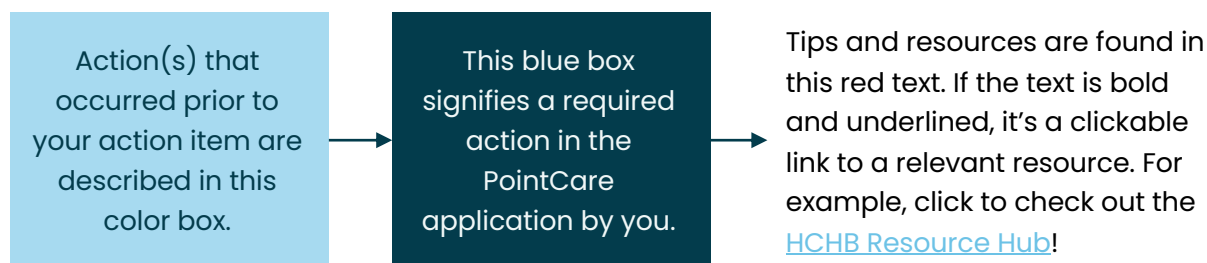 Action(s) that
occurred prior to
your action item are
described in this
color box.
This blue box
signifies a required
action in the
PointCare
application by you.
Tips and resources are found in
this red text. If the text is bold
and underlined, it’s a clickable
link to a relevant resource. For
example, click to check out the
HCHB Resource Hub!